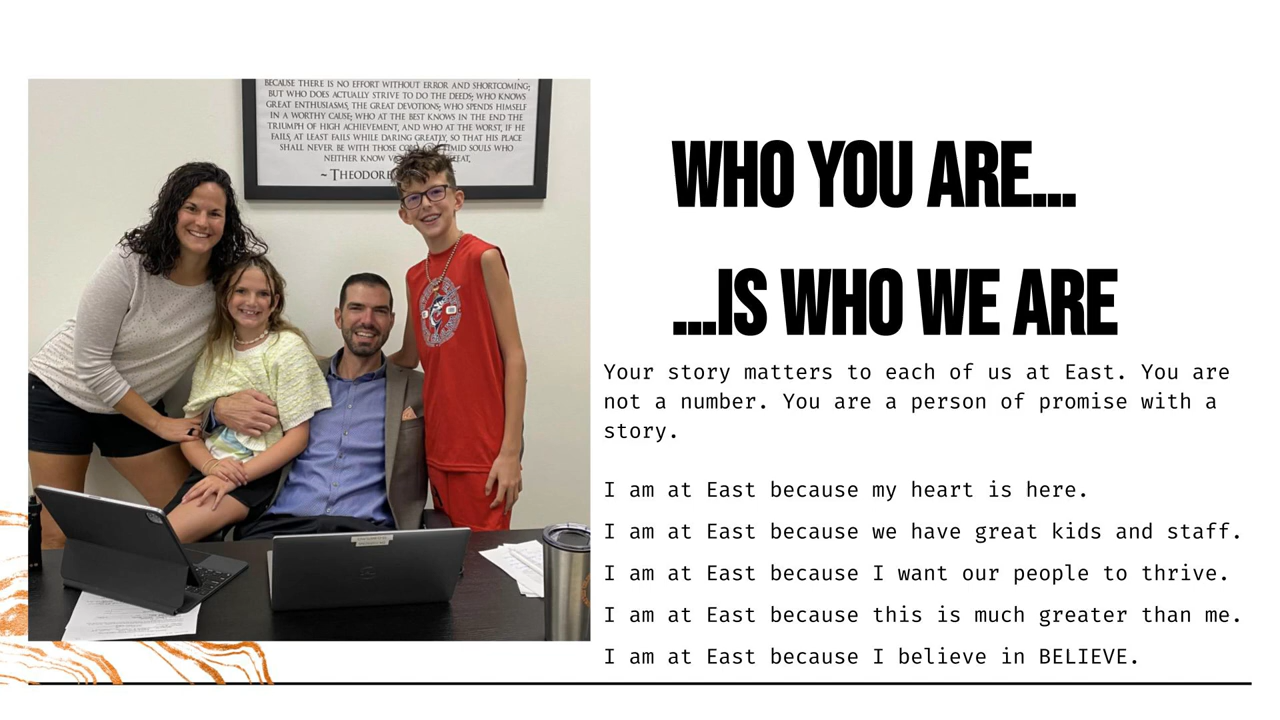 BECAUSE THERE IS NO EFFORT WITHOUT ERROR AND SHORTCOMING;
BUT WHO DOES ACTUALLY STRIVE TO DO THE DEEDS; WHO KNOWS
GREAT ENTHUSIASMS, THE GREAT DEVOTIONS; WHO SPENDS HIMSELF
IN A WORTHY CAUSE; WHO AT THE BEST KNOWS IN THE END THE
TRIUMPH OF HIGH ACHIEVEMENT, AND WHO AT THE WORST, IF HE
FAILS, AT LEAST FAILS WHILE DARING GREATLY, SO THAT HIS PLACE
SHALL NEVER BE WITH THOSE AND TIMID SOULS WHO
NEITHER KNOW
~ THEODORE
WHO YOU ARE...
...IS WHO WE ARE
Your story matters to each of us at East. You are
not a number. You are a person of promise with a
story.
I am at East because my heart is here.
I am at East because we have great kids and staff.
I am at East because I want our people to thrive.
I am at East because this is much greater than me.
I am at East because I believe in BELIEVE.